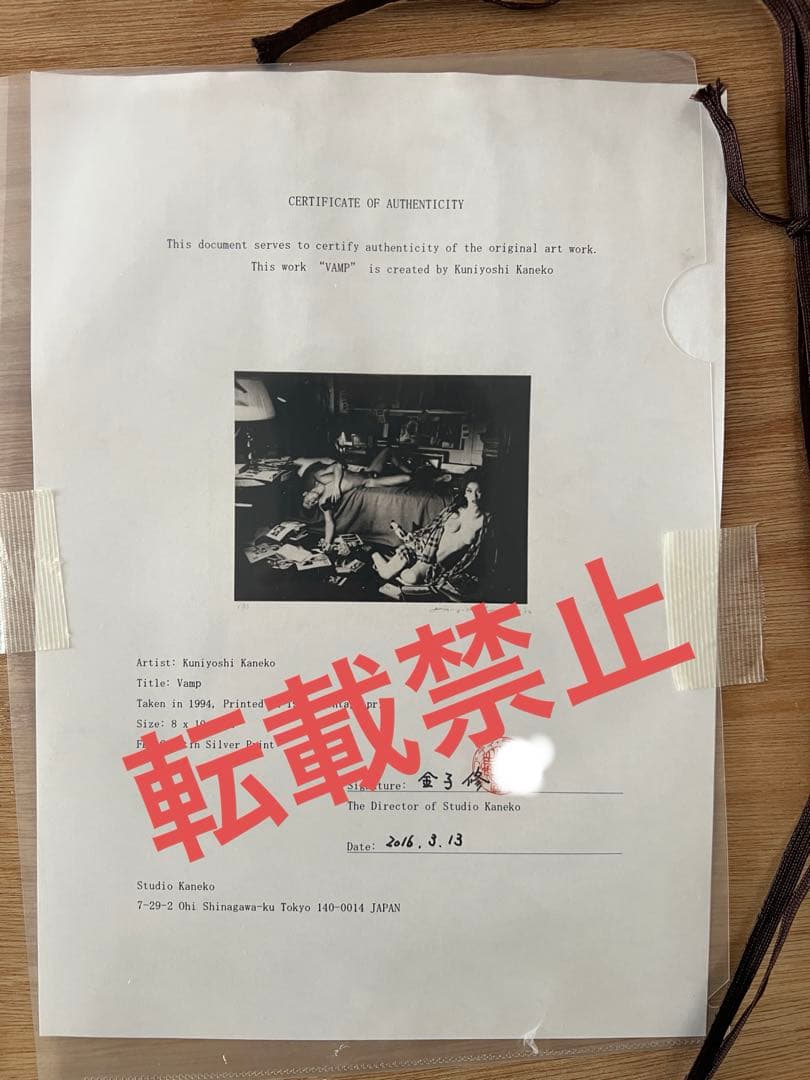 CERTIFICATE OF AUTHENTICITY
This document serves to certify authenticity of the original art work.
This work “VAMP” is created by Kuniyoshi Kaneko
Artist: Kuniyoshi Kaneko
Title: Vamp
Taken in 1994, Printed
Size: 8 x
Silver Print
転載禁止
Signature: 金子 修
The Director of Studio Kaneko
Date: 2016.3.13
Studio Kaneko
7-29-2 Ohi Shinagawa-ku Tokyo 140-0014 JAPAN